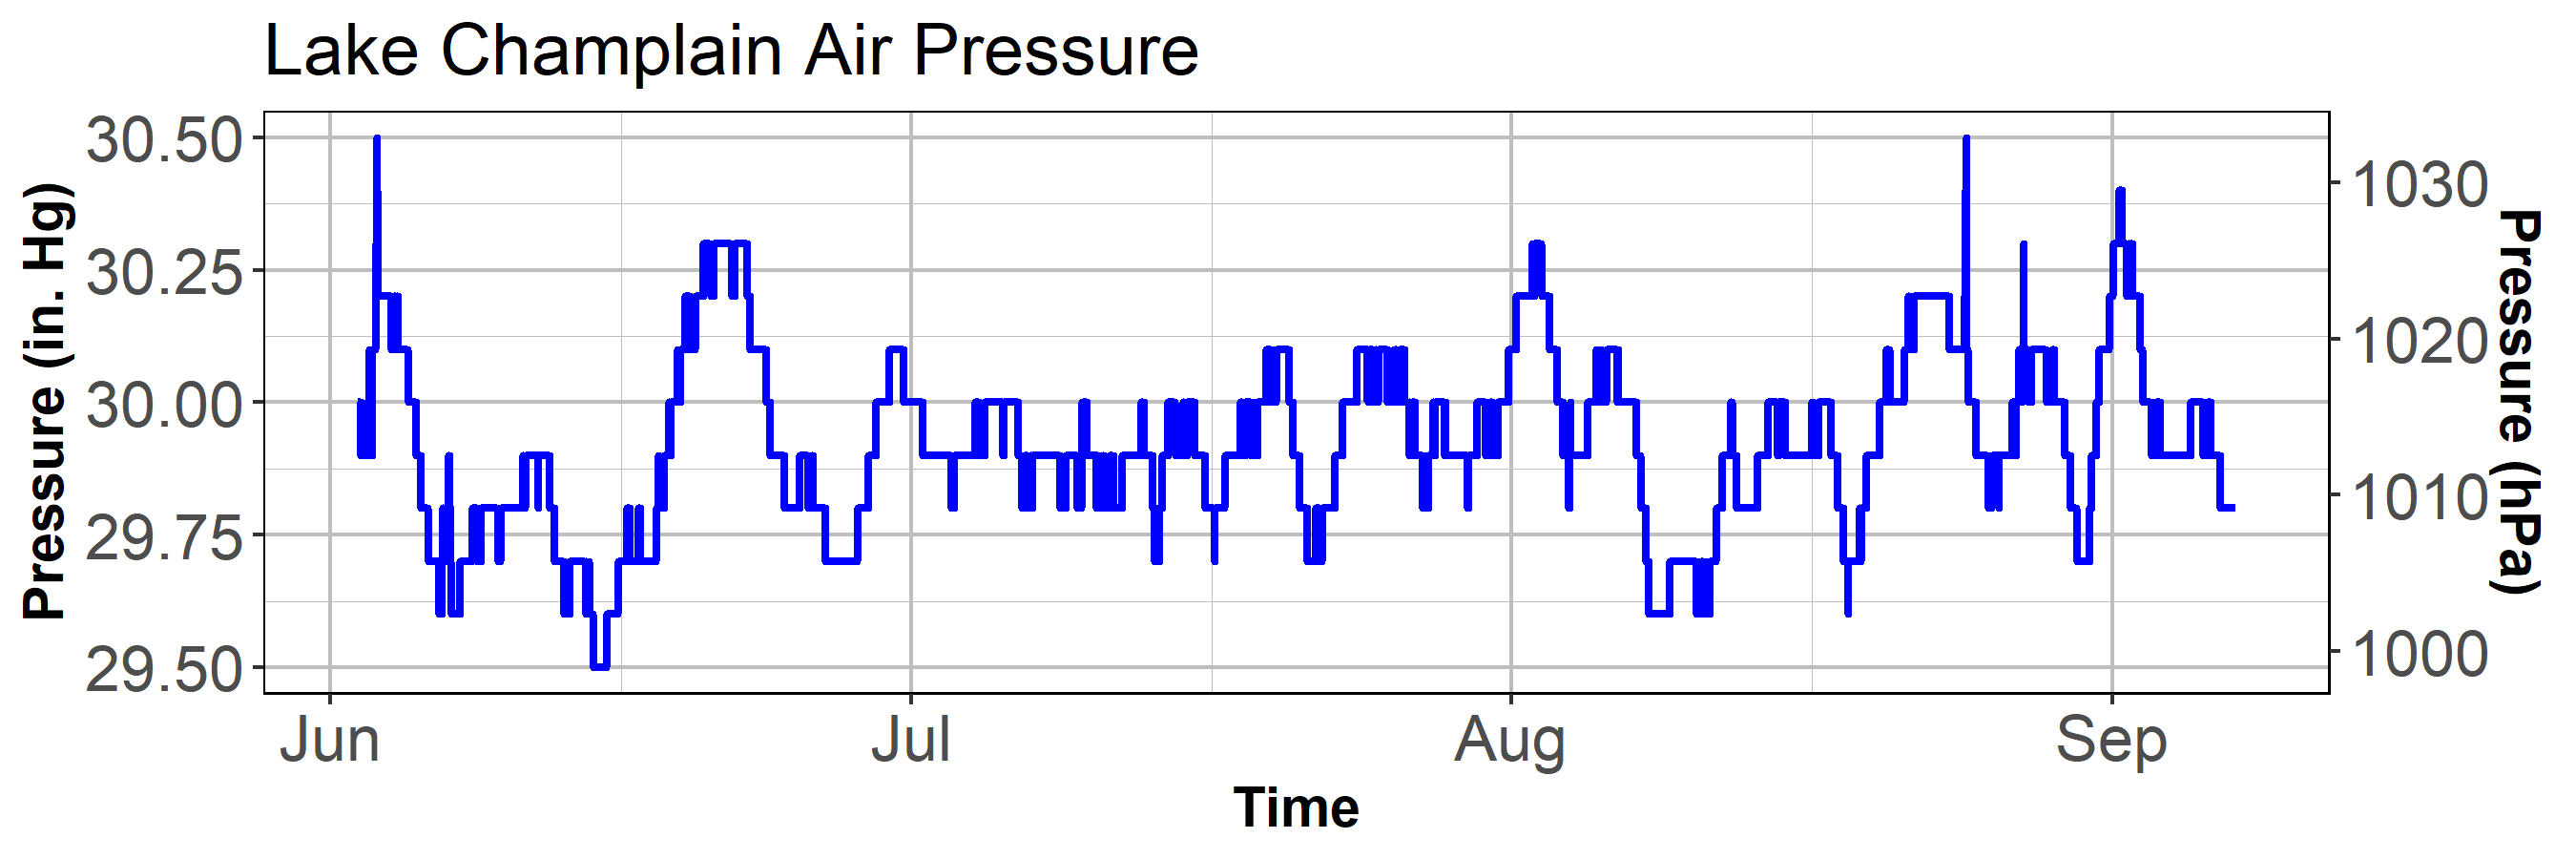 Lake Champlain Air Pressure
Pressure (in. Hg)
30.50
30.25
30.00
29.75
29.50
1030
1020
1010
1000
Pressure (hPa)
Jun Jul Aug Sep
Time